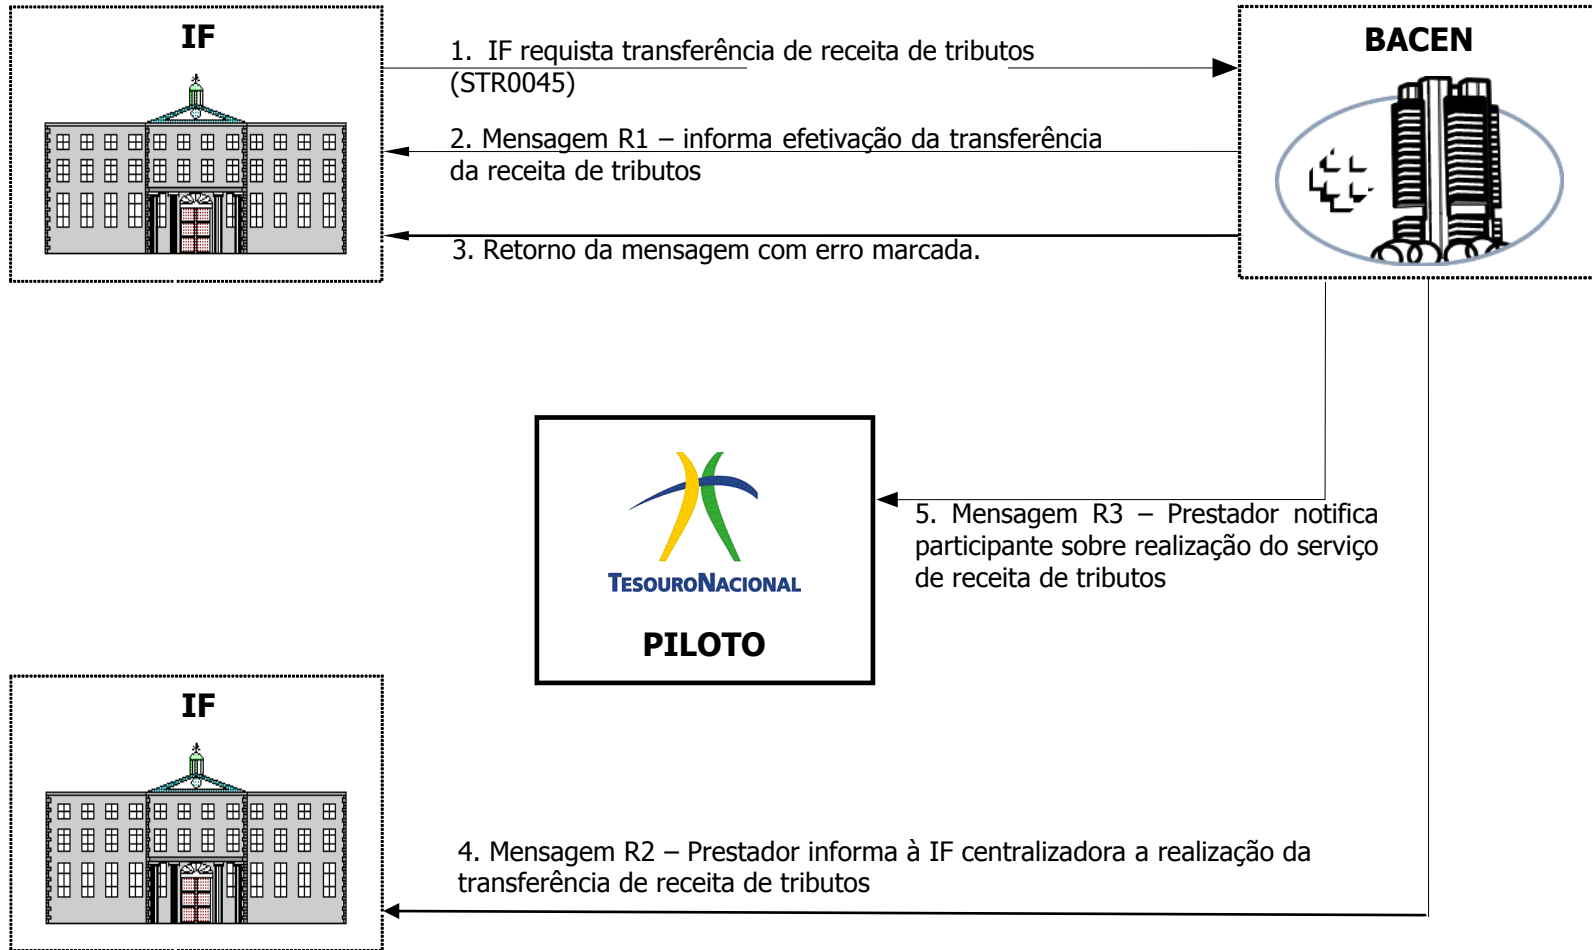 IF
BACEN
1. IF requista transferência de receita de tributos
(STR0045)
2. Mensagem R1 – informa efetivação da transferência
da receita de tributos
3. Retorno da mensagem com erro marcada.
TESOURONACIONAL
PILOTO
5. Mensagem R3 – Prestador notifica
participante sobre realização do serviço
de receita de tributos
IF
4. Mensagem R2 – Prestador informa à IF centralizadora a realização da
transferência de receita de tributos